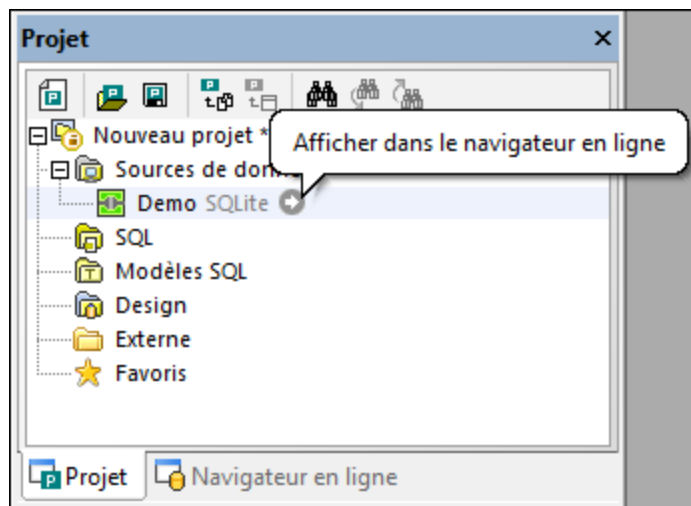 Projet
Nouveau projet *
Afficher dans le navigateur en ligne
Sources de donn
Demo SQLite
SQL
Modèles SQL
Design
Externe
Favoris
Projet
Navigateur en ligne